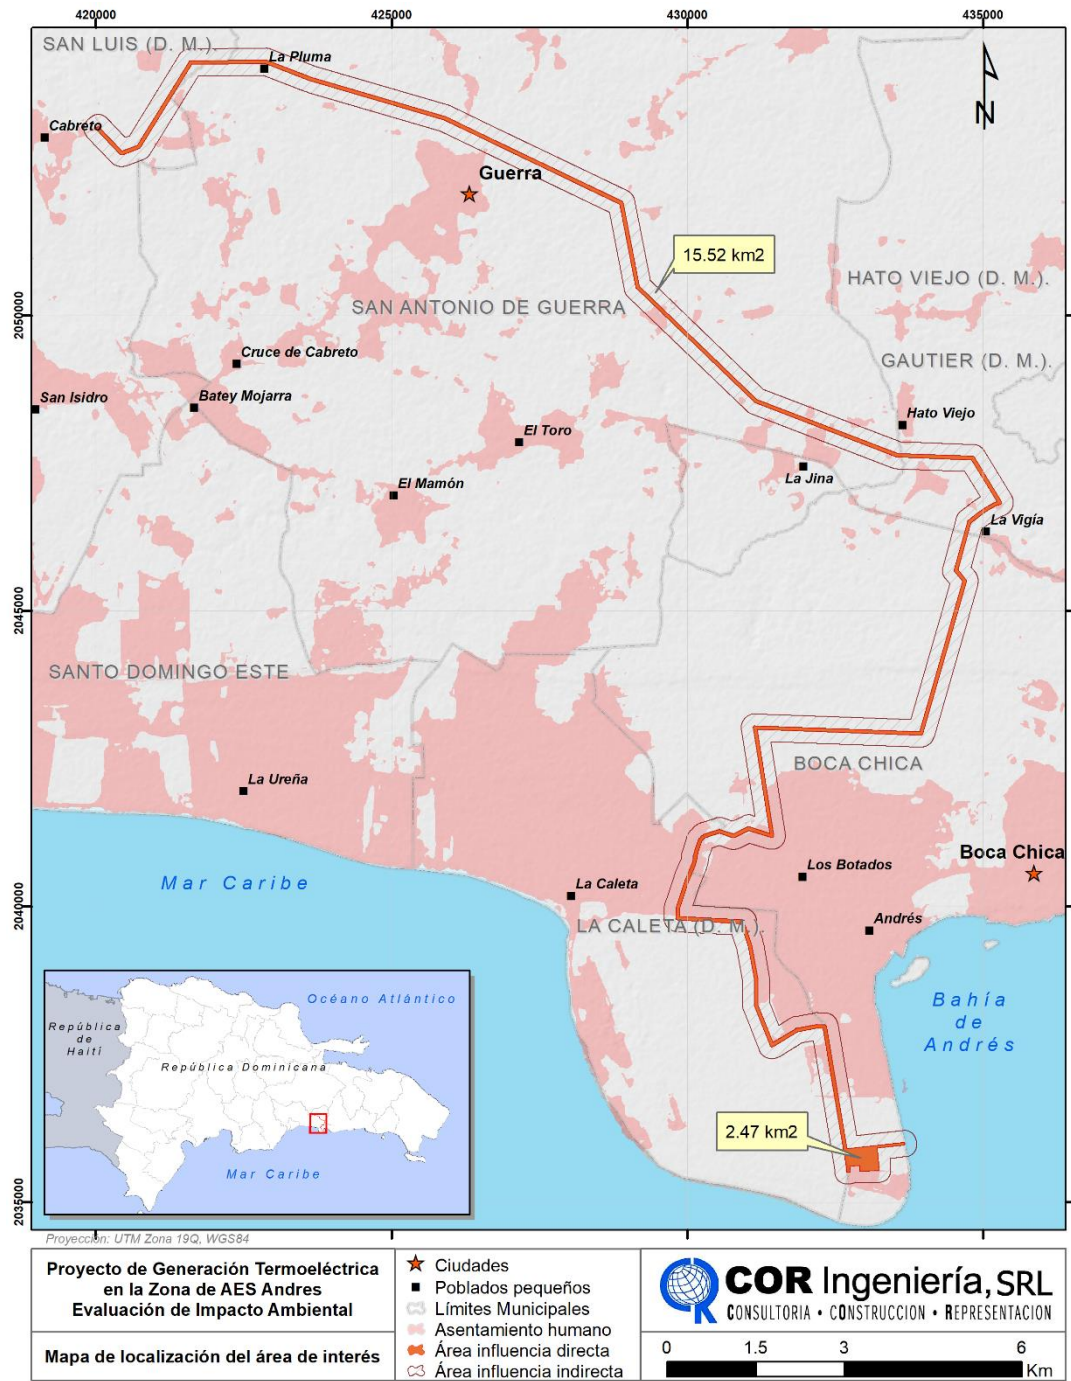 420000
425000
430000
435000
SAN LUIS (D. M.).
La Pluma
Cabreto
N
Guerra
15.52 km2
HATO VIEJO (D. M.).
SAN ANTONIO DE GUERRA
2050000
GAUTIER (D. M.).
Cruce de Cabreto
San Isidro
Batey Mojarra
Hato Viejo
El Toro
La Jina
El Mamón
La Vigía
2045000
SANTO DOMINGO ESTE
BOCA CHICA
La Ureña
Boca Chica
Los Botados
Mar Caribe
La Caleta
2040000
Andrés
LA CALETA (D. M.).
Bahía
de
Andrés
Océano Atlántico
República
de
Haití
República Dominicana
Mar Caribe
2.47 km2
2035000
Proyección: UTM Zona 19Q, WGS84
Proyecto de Generación Termoeléctrica
en la Zona de AES Andres
Evaluación de Impacto Ambiental
Mapa de localización del área de interés
Ciudades
Poblados pequeños
Límites Municipales
Asentamiento humano
Área influencia directa
Área influencia indirecta
COR Ingeniería, SRL
CONSULTORIA • CONSTRUCCION • REPRESENTACION
0 1.5 3 6
Km